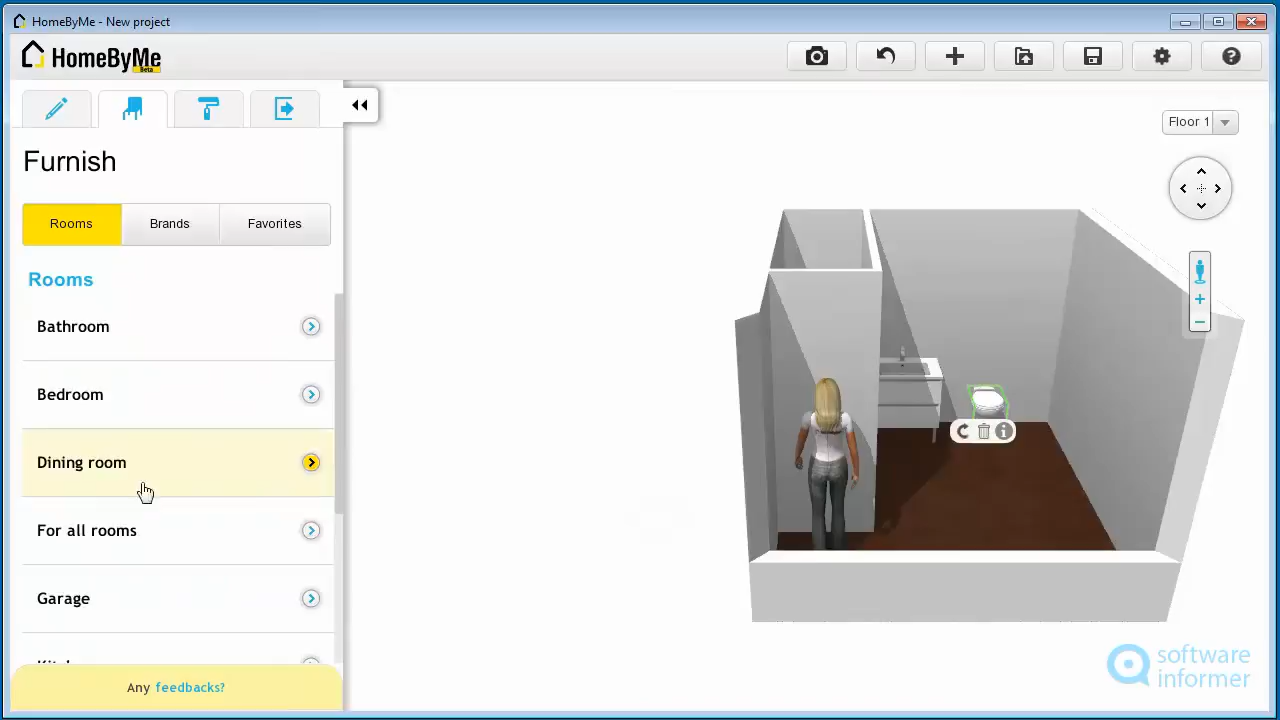 HomeByMe - New project
HomeByMe
Beta
Furnish
Floor 1
Rooms Brands Favorites
Rooms
Bathroom
Bedroom
Dining room
For all rooms
Garage
Any feedbacks?
software
informer